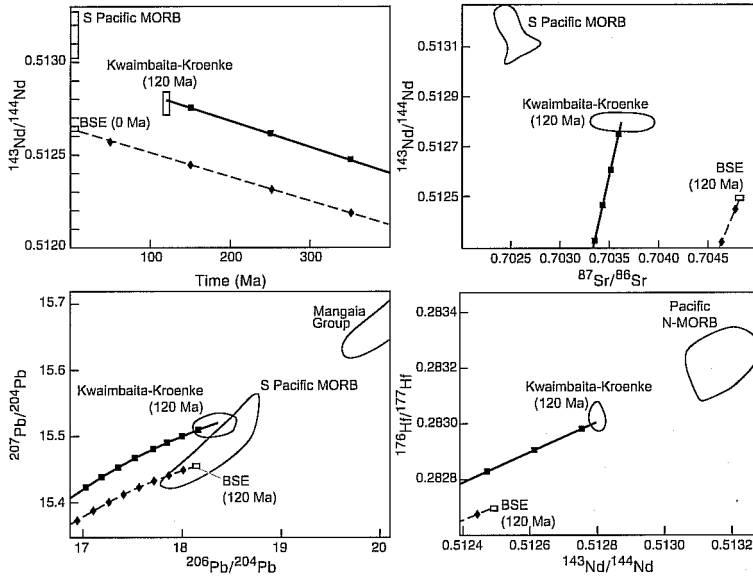 S Pacific MORB
Kwaimbaita-Kroenke
(120 Ma)
BSE (0 Ma)
143Nd/144Nd
0.5130
0.5125
0.5120
100
200
300
Time (Ma)
S Pacific MORB
Kwaimbaita-Kroenke
(120 Ma)
BSE
(120 Ma)
143Nd/144Nd
0.5131
0.5129
0.5127
0.5125
0.7025
0.7030
0.7035
0.7040
0.7045
87Sr/86Sr
Mangaia
Group
S Pacific MORB
Kwaimbaita-Kroenke
(120 Ma)
BSE
(120 Ma)
207Pb/204Pb
15.7
15.6
15.5
15.4
17
18
19
20
206Pb/204Pb
Pacific
N-MORB
Kwaimbaita-Kroenke
(120 Ma)
BSE
(120 Ma)
176Hf/177Hf
0.2834
0.2832
0.2830
0.2828
0.5124
0.5126
0.5128
0.5130
0.5132
143Nd/144Nd